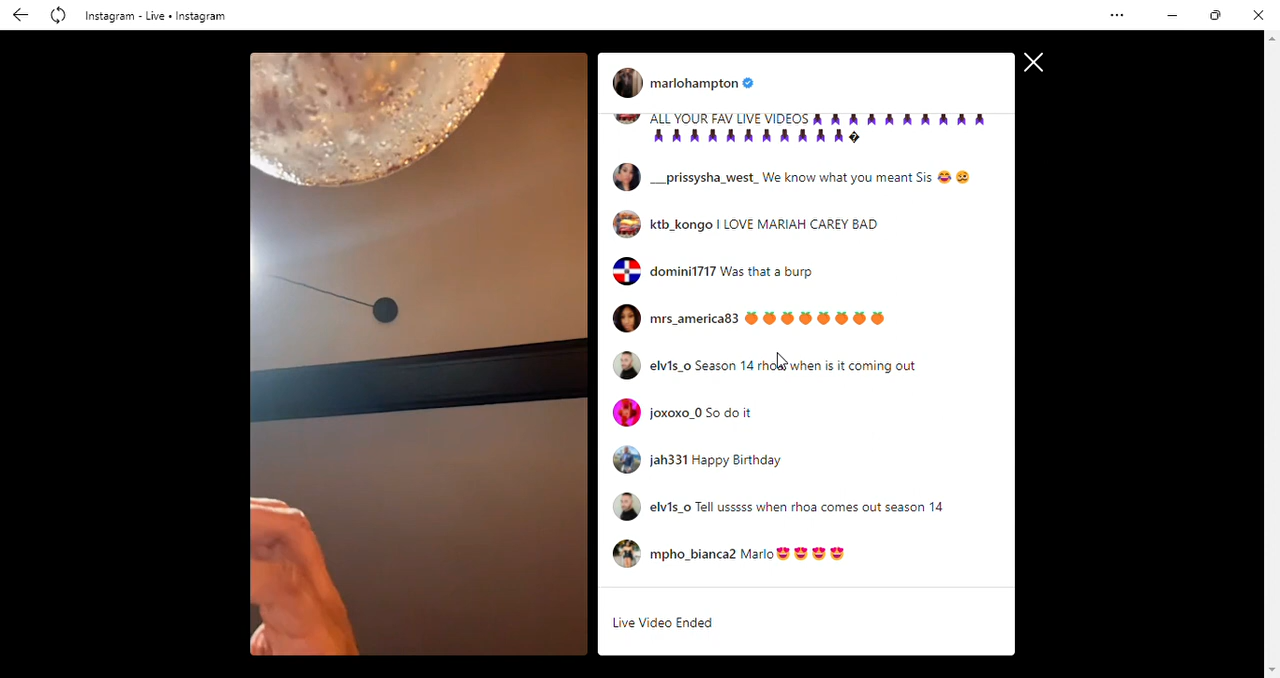 Instagram - Live • Instagram
marlohampton
ALL YOUR FAV LIVE VIDEOS
___prissysha_west_ We know what you meant Sis 😂 🥴
ktb_kongo I LOVE MARIAH CAREY BAD
domini1717 Was that a burp
mrs_america83 🍑 🍑 🍑 🍑 🍑 🍑 🍑 🍑
elv1s_o Season 14 rhoa when is it coming out
joxoxo_0 So do it
jah331 Happy Birthday
elv1s_o Tell usssss when rhoa comes out season 14
mpho_bianca2 Marlo😍 😍 😍 😍
Live Video Ended